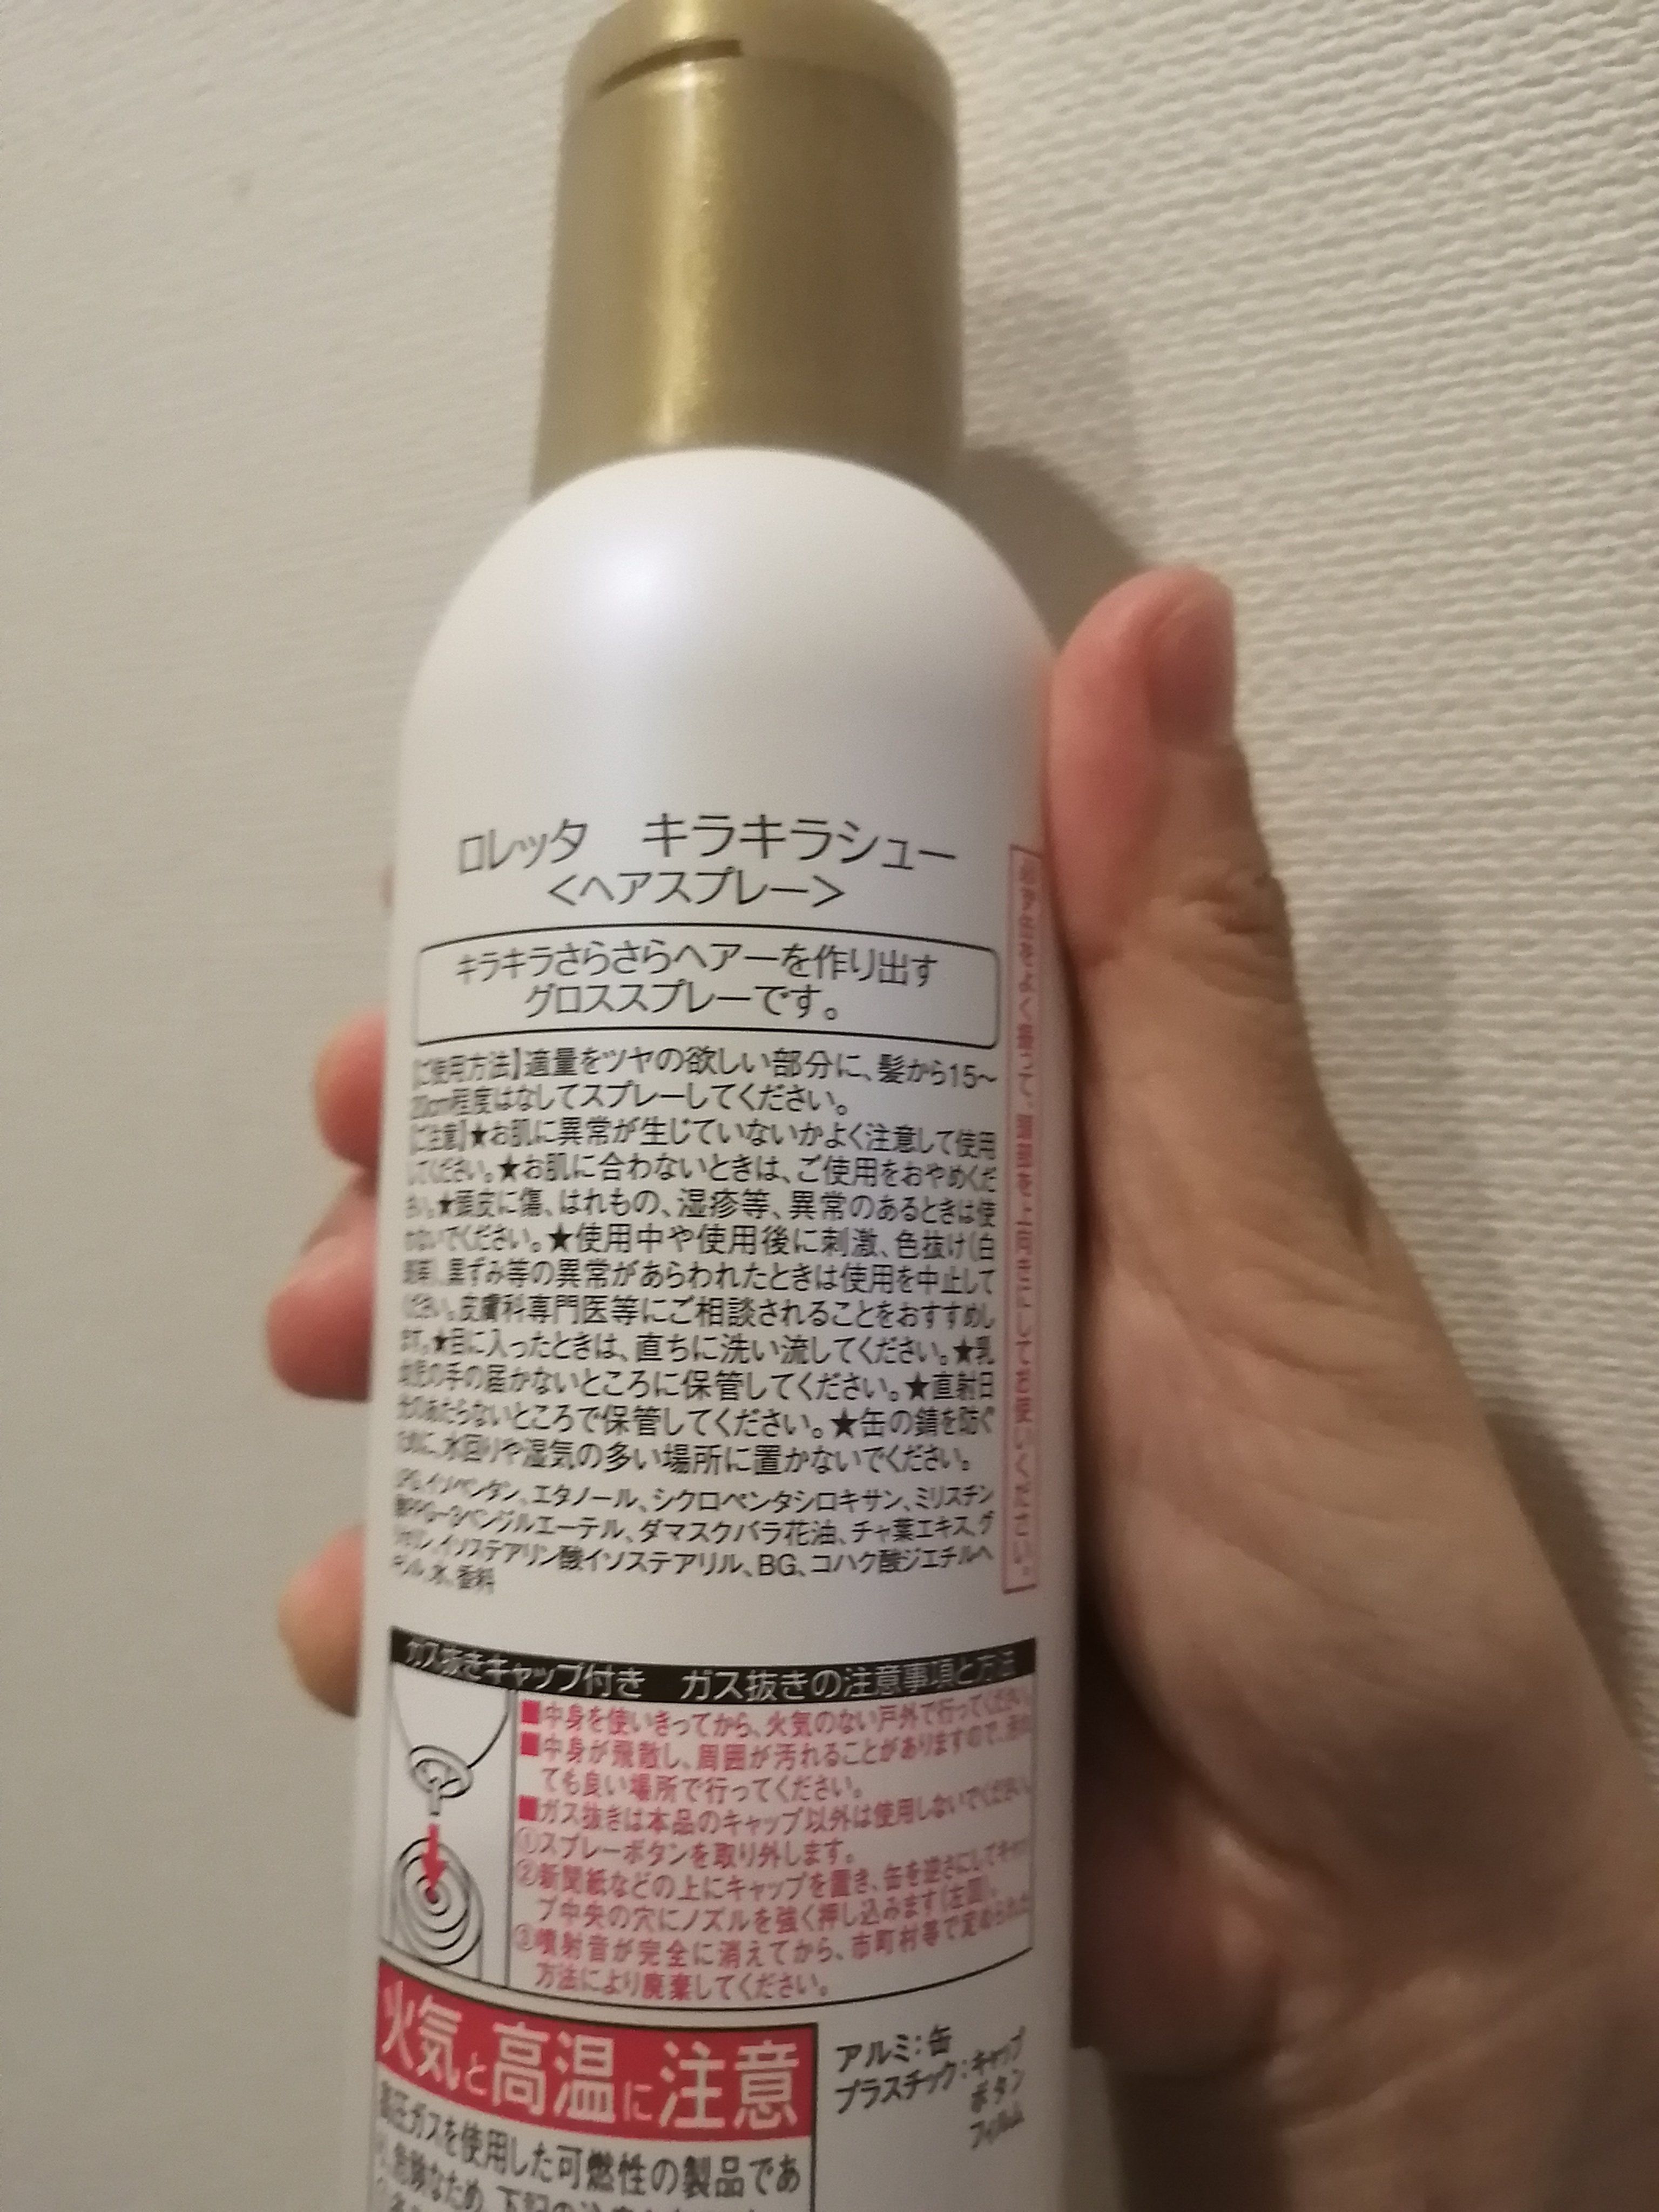 ロレッタ　キラキラシュー
＜ヘアスプレー＞
キラキラさらさらヘアーを作り出す
グロススプレーです。
【ご使用方法】適量をツヤの欲しい部分に、髪から15～
20cm程度はなしてスプレーしてください。
【ご注意】★お肌に異常が生じていないかよく注意して使用
してください。★お肌に合わないときは、ご使用をおやめくだ
さい。★頭皮に傷、はれもの、湿疹等、異常のあるときは使
わないでください。★使用中や使用後に刺激、色抜け(白
斑等)、黒ずみ等の異常があらわれたときは使用を中止して
ください。皮膚科専門医等にご相談されることをおすすめし
ます。★目に入ったときは、直ちに洗い流してください。★乳
幼児の手の届かないところに保管してください。★直射日
光のあたらないところで保管してください。★缶の錆を防ぐ
ために、水回りや湿気の多い場所に置かないでください。
LPG、イソペンタン、エタノール、シクロペンタシロキサン、ミリスチン
酸PPG-3ベンジルエーテル、ダマスクバラ花油、チャ葉エキス、グ
リセリン、イソステアリン酸イソステアリル、BG、コハク酸ジエチルヘ
キシル、水、香料
ガス抜きキャップ付き　ガス抜きの注意事項と方法
■中身を使いきってから、火気のない戸外で行ってください。
■中身が飛散し、周囲が汚れることがありますので、汚れ
ても良い場所で行ってください。
■ガス抜きは本品のキャップ以外は使用しないでください。
①スプレーボタンを取り外します。
②新聞紙などの上にキャップを置き、缶を逆さにしてキャッ
プ中央の穴にノズルを強く押し込みます(左図)。
③噴射音が完全に消えてから、市町村等で定められた
方法により廃棄してください。
火気と高温に注意
高圧ガスを使用した可燃性の製品であ
り、危険なため、下記の注意
アルミ：缶
プラスチック：キャップ
ボタン
フィルム